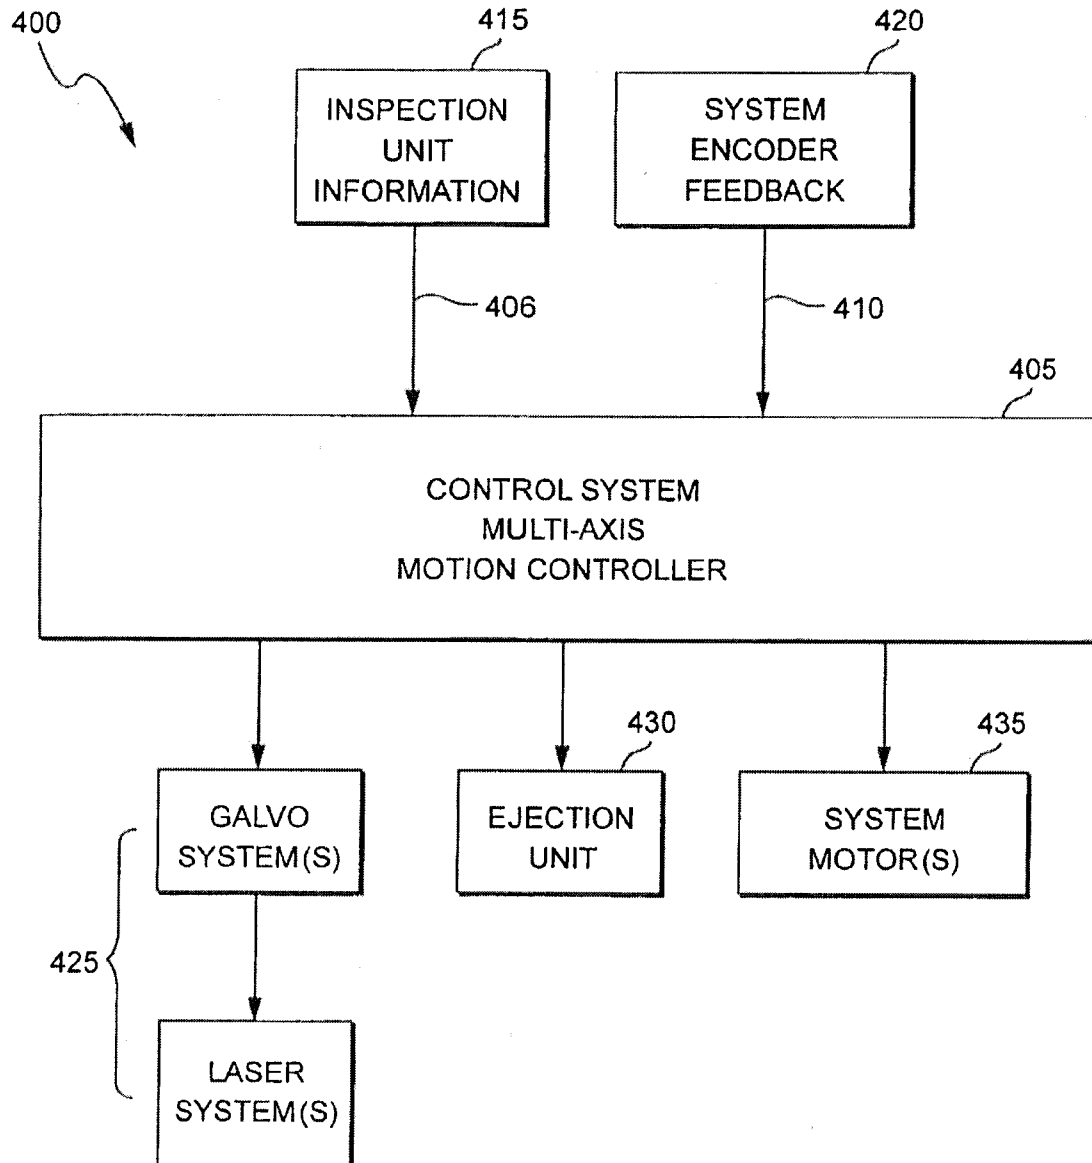 400
415
420
INSPECTION
UNIT
INFORMATION
SYSTEM
ENCODER
FEEDBACK
406
410
405
CONTROL SYSTEM
MULTI-AXIS
MOTION CONTROLLER
430
435
GALVO
SYSTEM(S)
EJECTION
UNIT
SYSTEM
MOTOR(S)
425
LASER
SYSTEM(S)